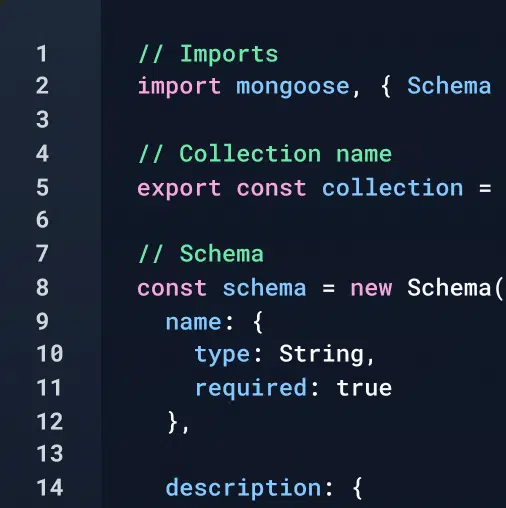 1 // Imports
2 import mongoose, { Schema
3
4 // Collection name
5 export const collection =
6
7 // Schema
8 const schema = new Schema(
9 name: {
10 type: String,
11 required: true
12 },
13
14 description: {